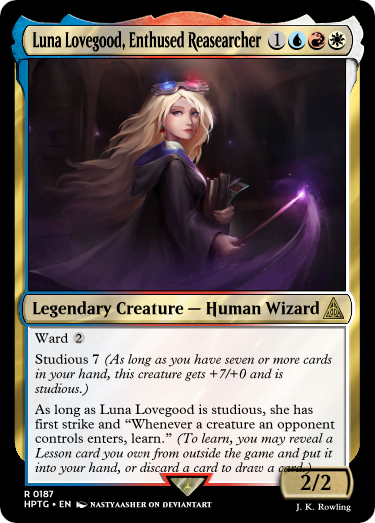 Luna Lovegood, Enthused Reasearcher 1
Legendary Creature — Human Wizard
Ward 2
Studious 7 (As long as you have seven or more cards
in your hand, this creature gets +7/+0 and is
studious.)
As long as Luna Lovegood is studious, she has
first strike and “Whenever a creature an opponent
controls enters, learn.” (To learn, you may reveal a
Lesson card you own from outside the game and put it
into your hand, or discard a card to draw a card.)
2/2
R 0187
HPTG • EN NASTYAASHER ON DEVIANTART
J. K. Rowling